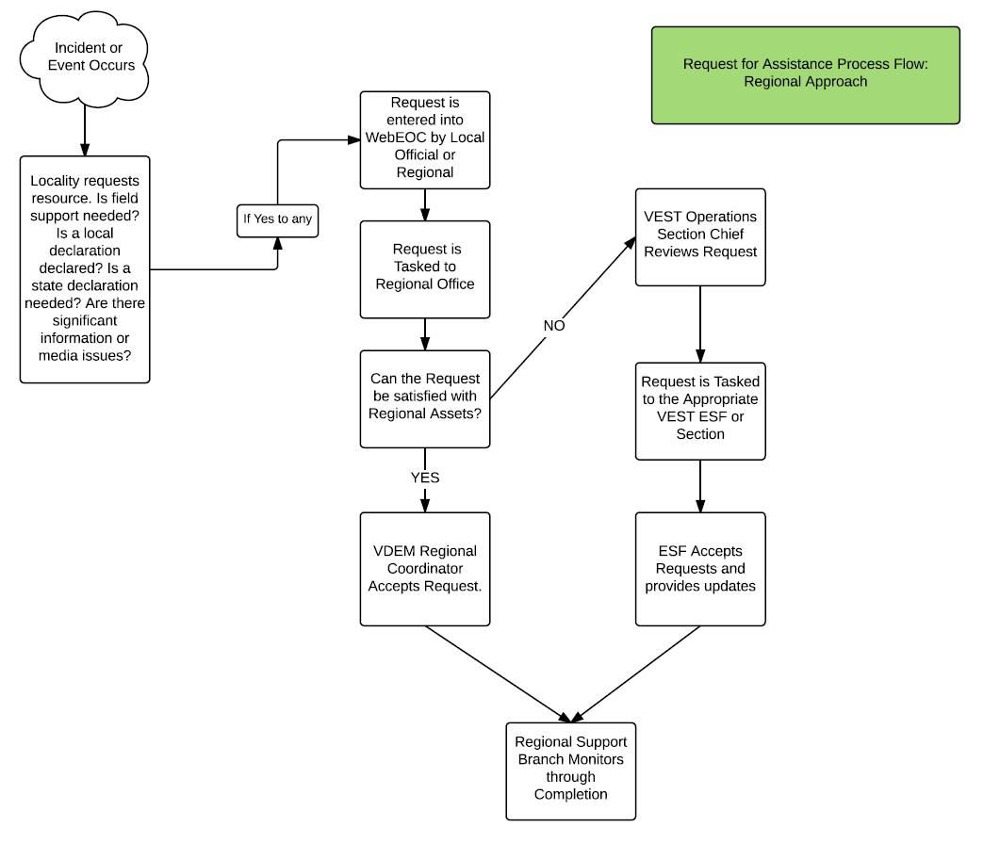 Incident or
Event Occurs
Request for Assistance Process Flow:
Regional Approach
Locality requests
resource. Is field
support needed?
Is a local
declaration
declared? Is a
state declaration
needed? Are there
significant
information or
media issues?
If Yes to any
Request is
entered into
WebEOC by Local
Official or
Regional
Request is
Tasked to
Regional Office
Can the Request
be satisfied with
Regional Assets?
NO
YES
VDEM Regional
Coordinator
Accepts Request.
VEST Operations
Section Chief
Reviews Request
Request is Tasked
to the Appropriate
VEST ESF or
Section
ESF Accepts
Requests and
provides updates
Regional Support
Branch Monitors
through
Completion